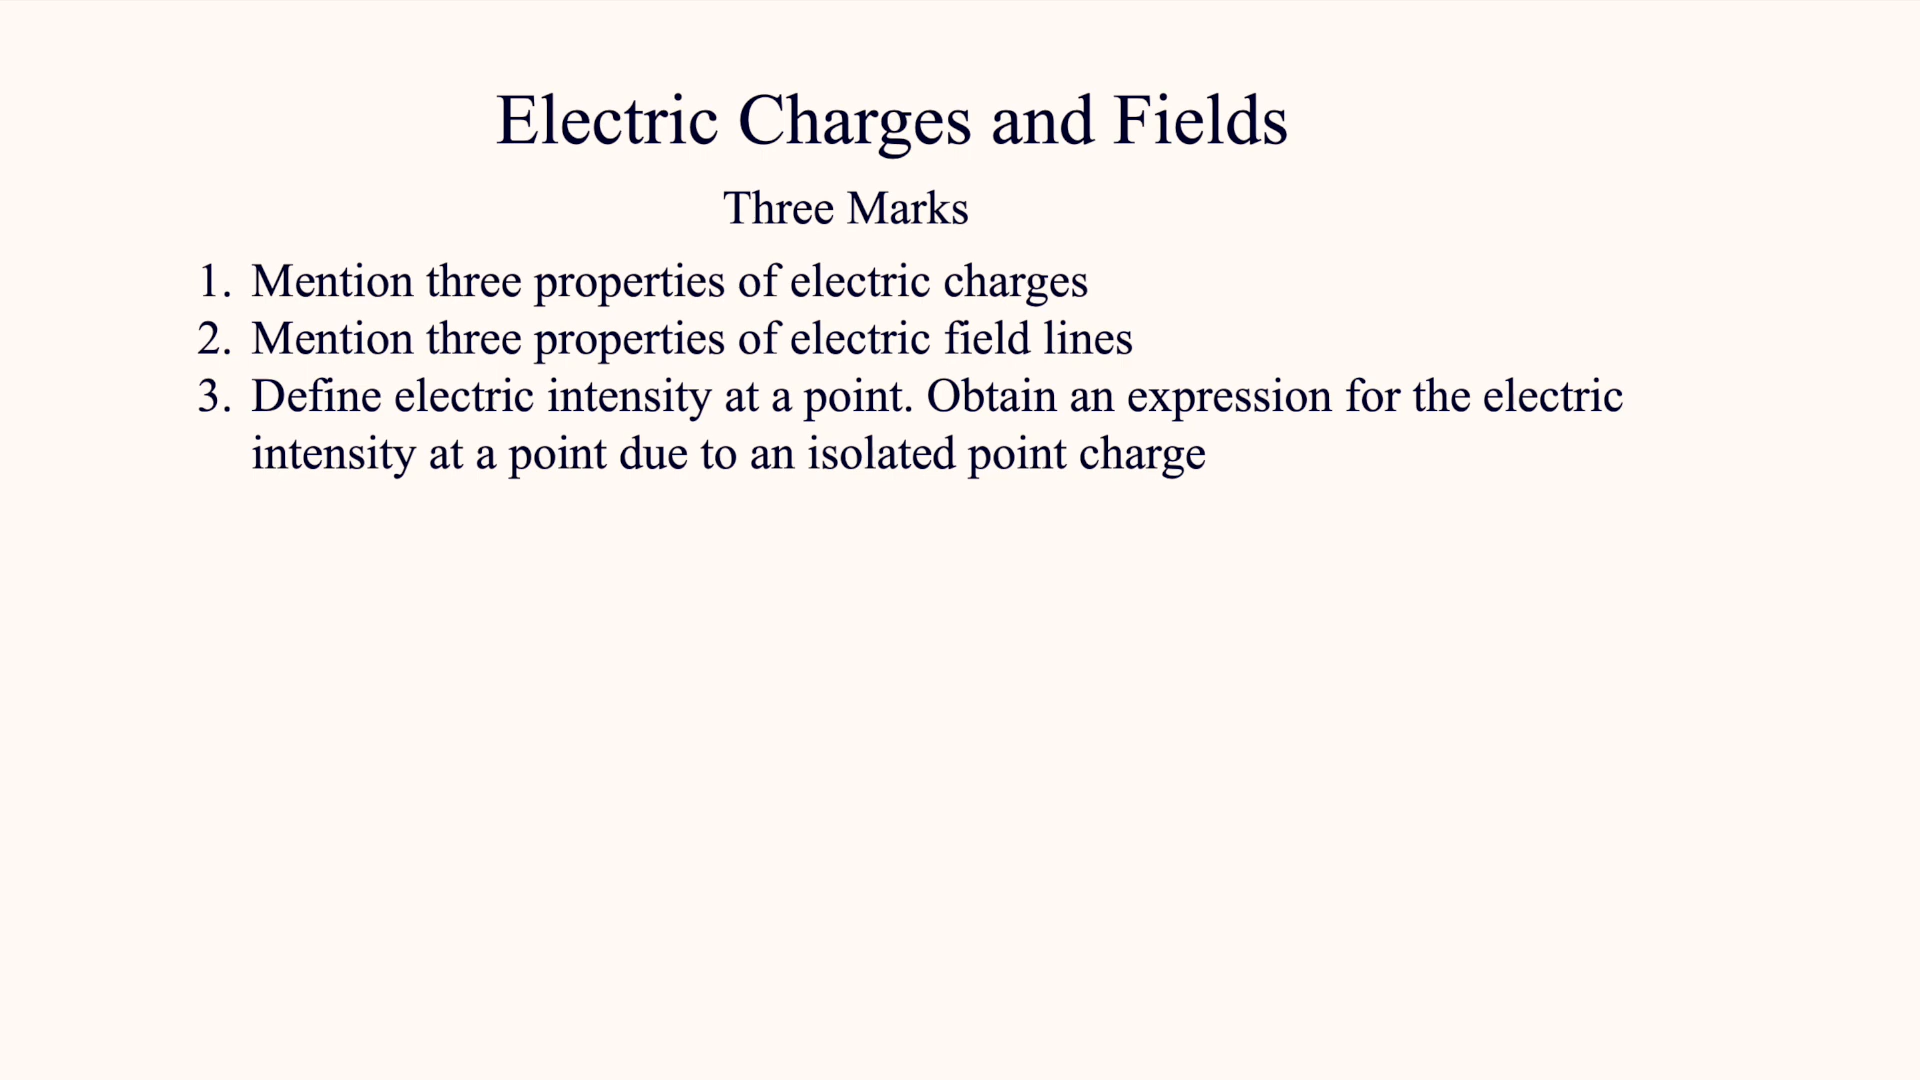 Electric Charges and Fields
Three Marks
1. Mention three properties of electric charges
2. Mention three properties of electric field lines
3. Define electric intensity at a point. Obtain an expression for the electric
intensity at a point due to an isolated point charge